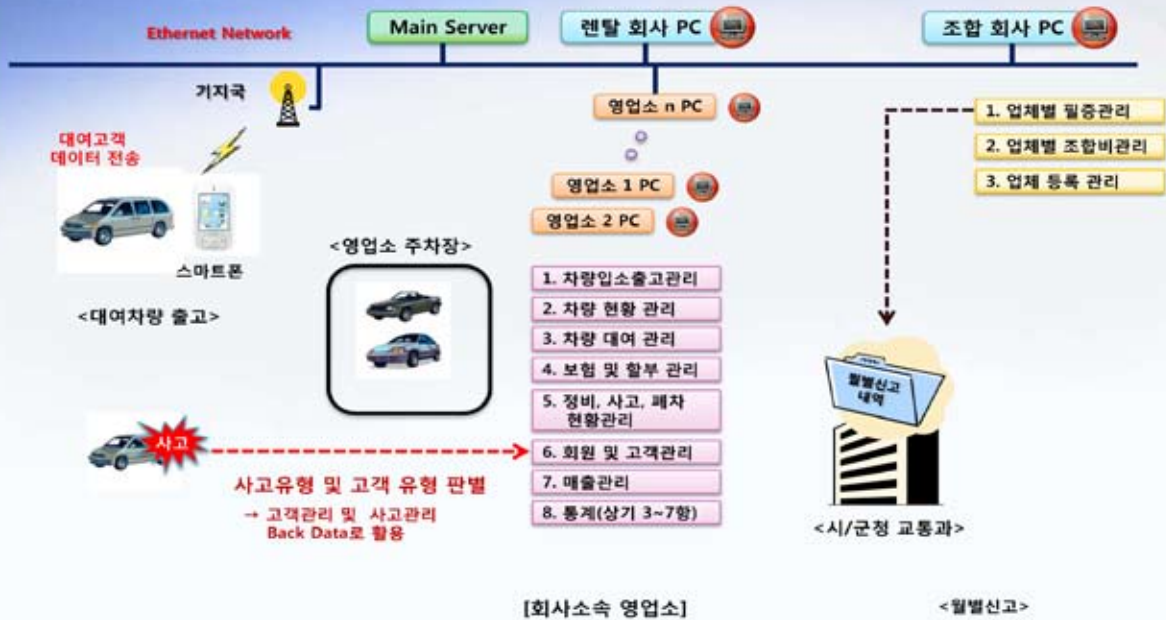 Ethernet Network
Main Server
렌탈 회사 PC
조합 회사 PC
기지국
대여고객
데이터 전송
스마트폰
<대여차량 출고>
<영업소 주차장>
영업소 n PC
영업소 1 PC
영업소 2 PC
1. 차량입소출고관리
2. 차량 현황 관리
3. 차량 대여 관리
4. 보험 및 할부 관리
5. 정비, 사고, 폐차
현황관리
6. 회원 및 고객관리
7. 매출관리
8. 통계(상기 3~7항)
1. 업체별 필증관리
2. 업체별 조합비관리
3. 업체 등록 관리
월별신고
내역
<시/군청 교통과>
사고
사고유형 및 고객 유형 판별
→ 고객관리 및 사고관리
Back Data로 활용
[회사소속 영업소]
<월별신고>